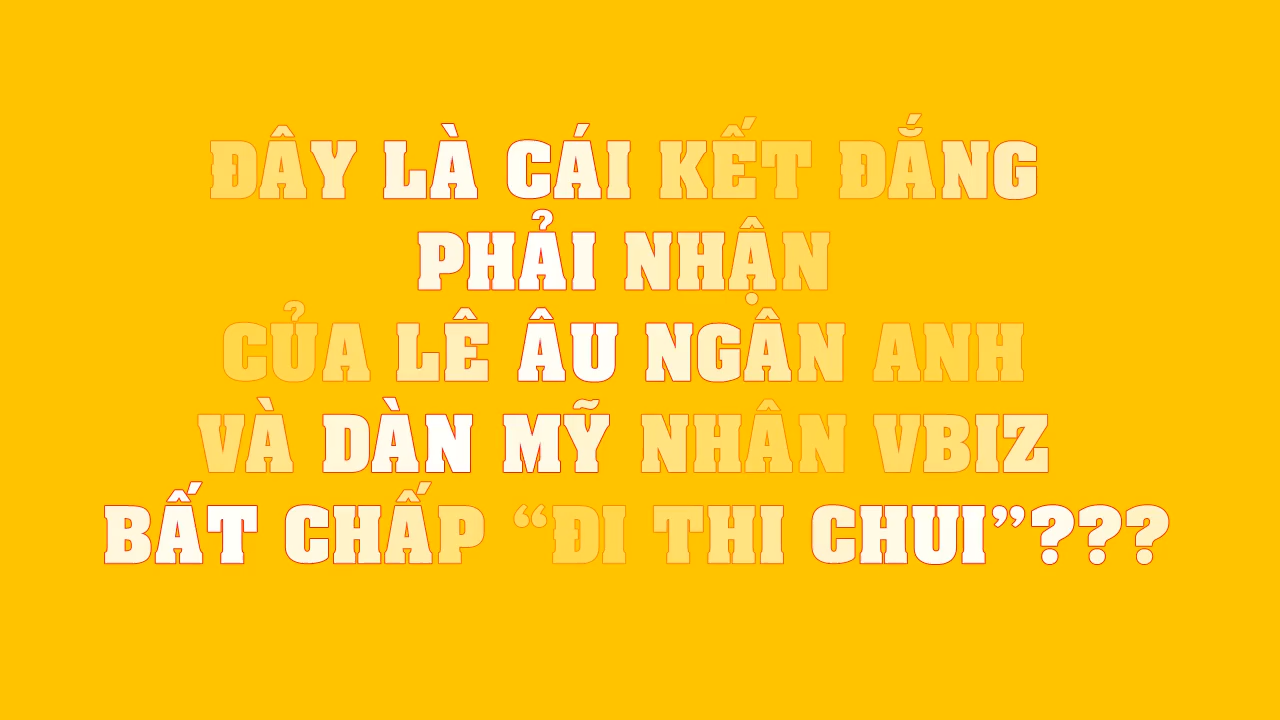 ĐÂY LÀ CÁI KẾT ĐẮNG
PHẢI NHẬN
CỦA LÊ ÂU NGÂN ANH
VÀ DÀN MỸ NHÂN VBIZ
BẤT CHẤP “ĐI THI CHUI”???